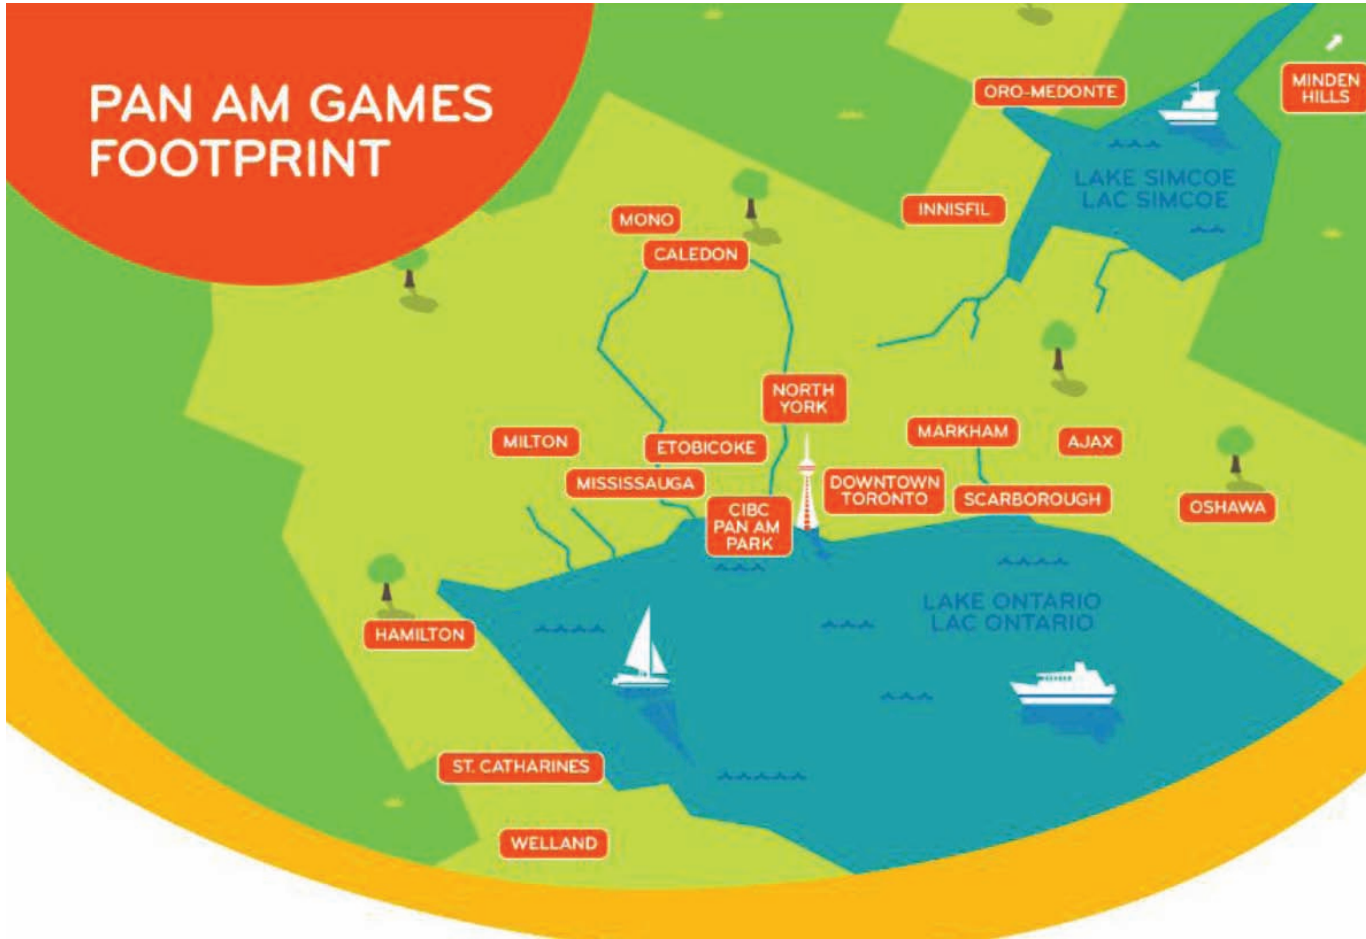 PAN AM GAMES
FOOTPRINT
ORO-MEDONTE
MINDEN
HILLS
LAKE SIMCOE
LAC SIMCOE
INNISFIL
MONO
CALEDON
NORTH
YORK
MILTON
ETOBICOKE
MARKHAM
AJAX
MISSISSAUGA
DOWNTOWN
TORONTO
SCARBOROUGH
OSHAWA
CIBC
PAN AM
PARK
LAKE ONTARIO
LAC ONTARIO
HAMILTON
ST. CATHARINES
WELLAND